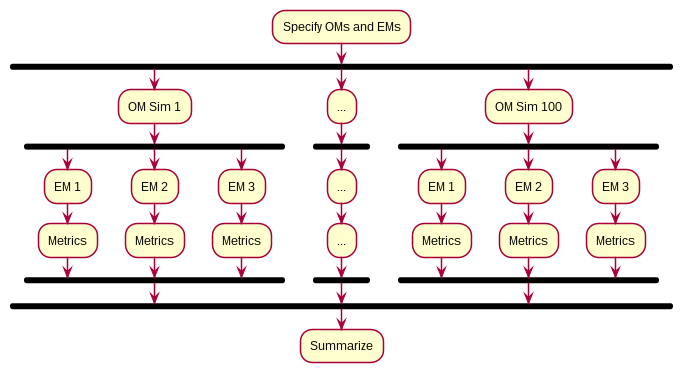 Specify OMs and EMs
OM Sim 1
...
OM Sim 100
EM 1
EM 2
EM 3
...
EM 1
EM 2
EM 3
Metrics
Metrics
Metrics
...
Metrics
Metrics
Metrics
Summarize